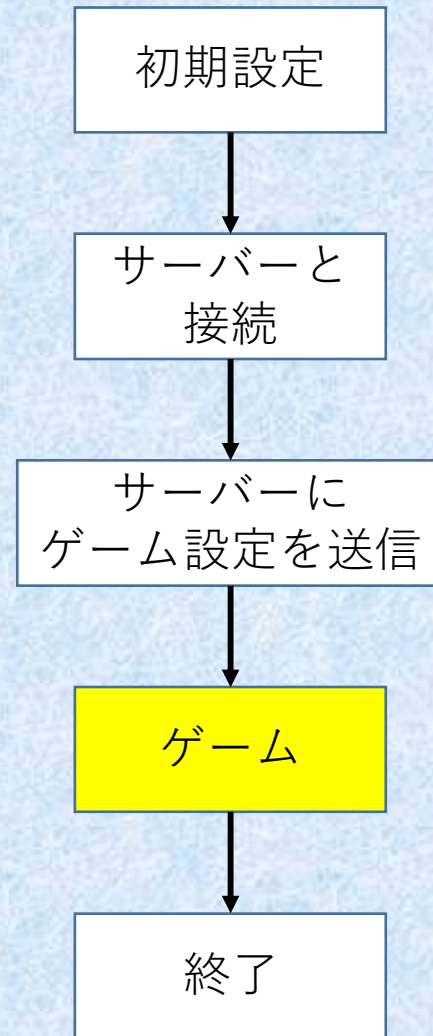 初期設定
サーバーと
接続
サーバーに
ゲーム設定を送信
ゲーム
終了